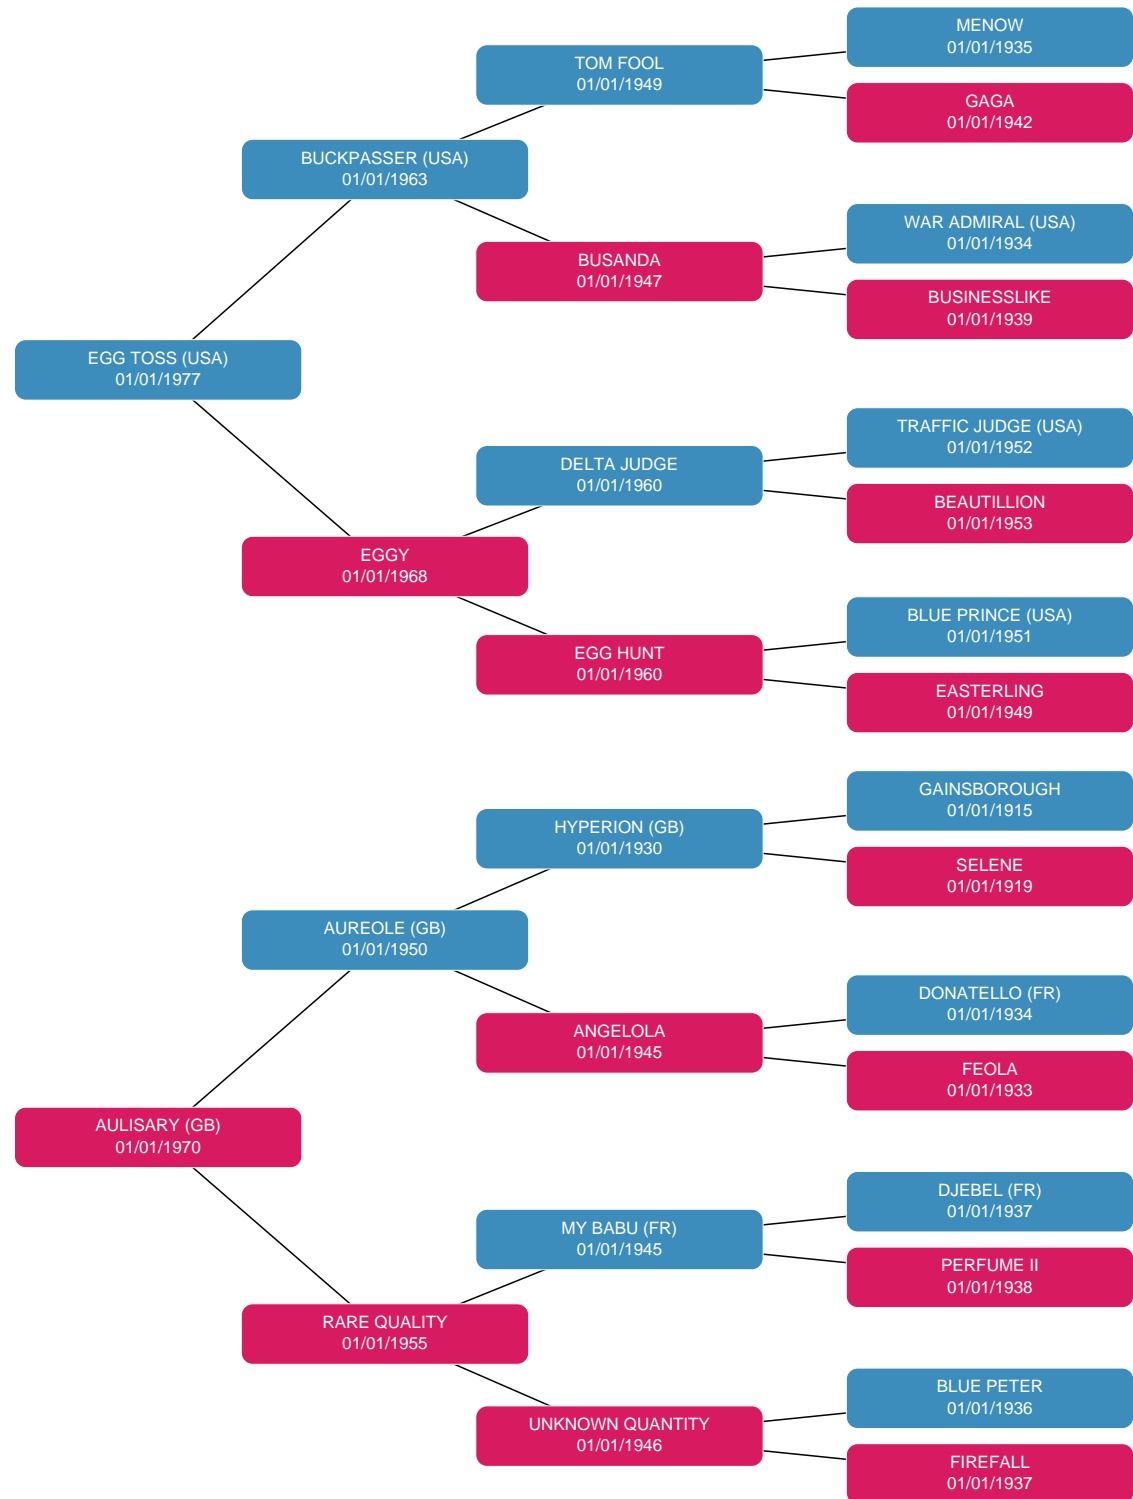 MENOW
01/01/1935
TOM FOOL
01/01/1949
GAGA
01/01/1942
BUCKPASSER (USA)
01/01/1963
WAR ADMIRAL (USA)
01/01/1934
BUSANDA
01/01/1947
BUSINESSLIKE
01/01/1939
EGG TOSS (USA)
01/01/1977
TRAFFIC JUDGE (USA)
01/01/1952
DELTA JUDGE
01/01/1960
BEAUTILLION
01/01/1953
EGGY
01/01/1968
BLUE PRINCE (USA)
01/01/1951
EGG HUNT
01/01/1960
EASTERLING
01/01/1949
GAINSBOROUGH
01/01/1915
HYPERION (GB)
01/01/1930
SELENE
01/01/1919
AUREOLE (GB)
01/01/1950
DONATELLO (FR)
01/01/1934
ANGELOLA
01/01/1945
FEOLA
01/01/1933
AULISARY (GB)
01/01/1970
DJEBEL (FR)
01/01/1937
MY BABU (FR)
01/01/1945
PERFUME II
01/01/1938
RARE QUALITY
01/01/1955
BLUE PETER
01/01/1936
UNKNOWN QUANTITY
01/01/1946
FIREFALL
01/01/1937